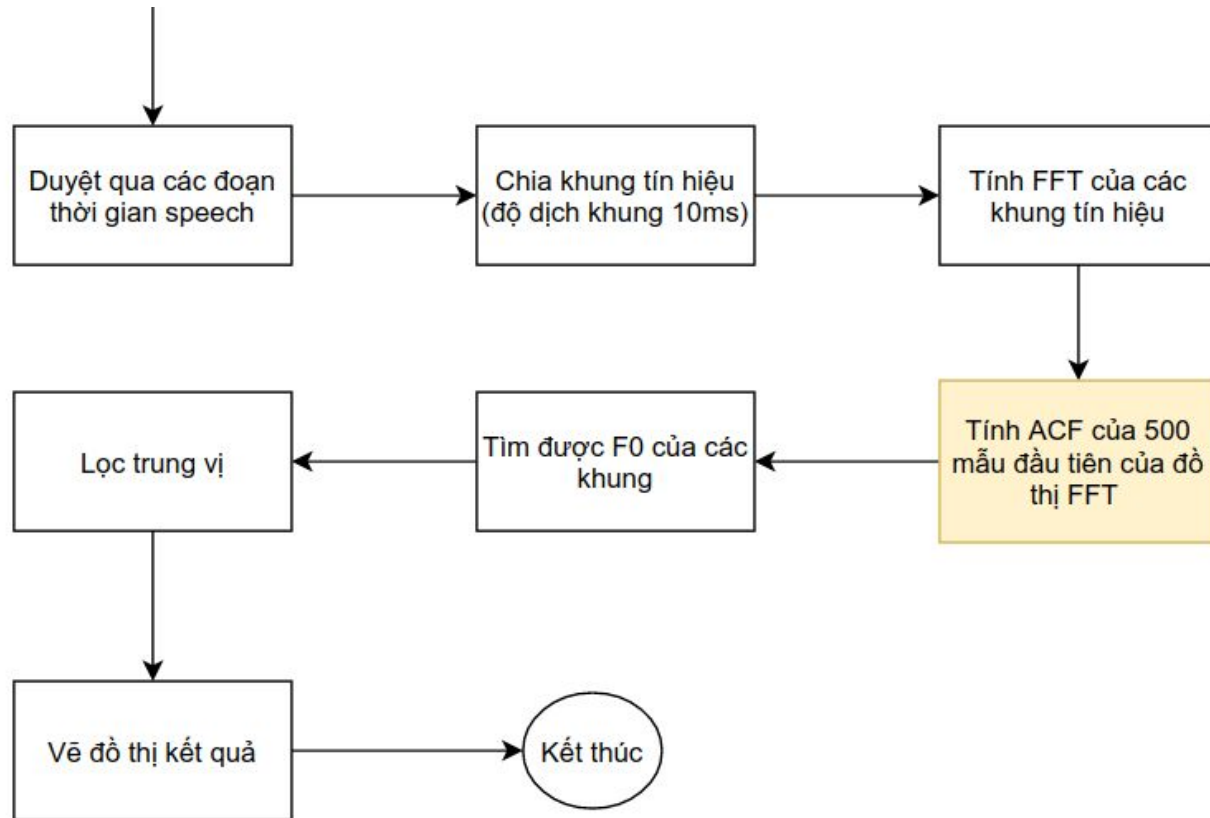 Duyệt qua các đoạn
thời gian speech
Chia khung tín hiệu
(độ dịch khung 10ms)
Tính FFT của các
khung tín hiệu
Tính ACF của 500
mẫu đầu tiên của đồ
thị FFT
Tìm được F0 của các
khung
Lọc trung vị
Vẽ đồ thị kết quả
Kết thúc